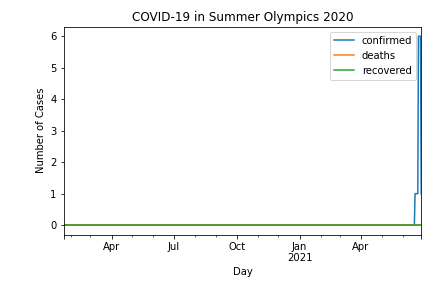 COVID-19 in Summer Olympics 2020
confirmed
deaths
recovered
6
5
4
3
2
1
0
Number of Cases
Apr
Jul
Oct
Jan
2021
Apr
Day